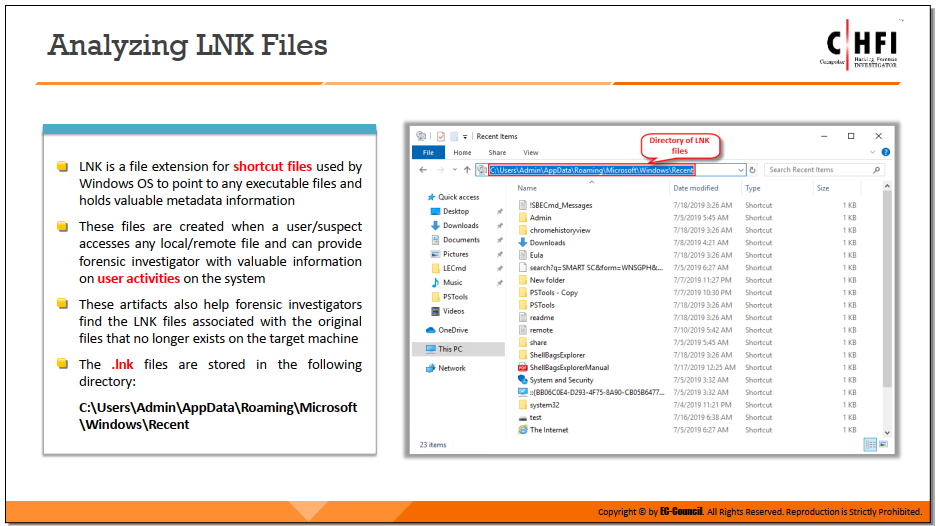 Analyzing LNK Files
CHFI
Computer Hacking Forensic
INVESTIGATOR
LNK is a file extension for shortcut files used by
Windows OS to point to any executable files and
holds valuable metadata information
These files are created when a user/suspect
accesses any local/remote file and can provide
forensic investigator with valuable information
on user activities on the system
These artifacts also help forensic investigators
find the LNK files associated with the original
files that no longer exists on the target machine
The .lnk files are stored in the following
directory:
C:\Users\Admin\AppData\Roaming\Microsoft
\Windows\Recent
Recent Items
Directory of LNK
files
File Home Share View
C:\Users\Admin\AppData\Roaming\Microsoft\Windows\Recent
Search Recent Items
Quick access
Desktop
Downloads
Documents
Pictures
LECmd
Music
PSTools
Videos
OneDrive
This PC
Network
Name Date modified Type Size
!SBECmd_Messages 7/18/2019 3:26 AM Shortcut 1 KB
Admin 7/5/2019 5:45 AM Shortcut 1 KB
chromehistoryview 7/18/2019 3:26 AM Shortcut 1 KB
Downloads 7/8/2019 4:21 AM Shortcut 1 KB
Eula 7/18/2019 3:26 AM Shortcut 1 KB
search?q=SMART SC&form=WNSGPH&... 7/5/2019 6:27 AM Shortcut 1 KB
New folder 7/7/2019 11:27 PM Shortcut 1 KB
PSTools - Copy 7/7/2019 10:30 PM Shortcut 1 KB
PSTools 7/18/2019 3:26 AM Shortcut 1 KB
readme 7/18/2019 3:26 AM Shortcut 1 KB
remote 7/10/2019 5:42 AM Shortcut 1 KB
share 7/5/2019 5:45 AM Shortcut 1 KB
ShellBagsExplorer 7/18/2019 3:26 AM Shortcut 1 KB
ShellBagsExplorerManual 7/17/2019 12:25 AM Shortcut 1 KB
System and Security 7/5/2019 3:32 AM Shortcut 1 KB
::{BB06C0E4-D293-4F75-8A90-CB05B6477... 7/5/2019 3:32 AM Shortcut 1 KB
system32 7/4/2019 11:21 PM Shortcut 1 KB
test 7/16/2019 6:38 AM Shortcut 1 KB
The Internet 7/5/2019 6:27 AM Shortcut 1 KB
23 items
Copyright © by EC-Council. All Rights Reserved. Reproduction is Strictly Prohibited.